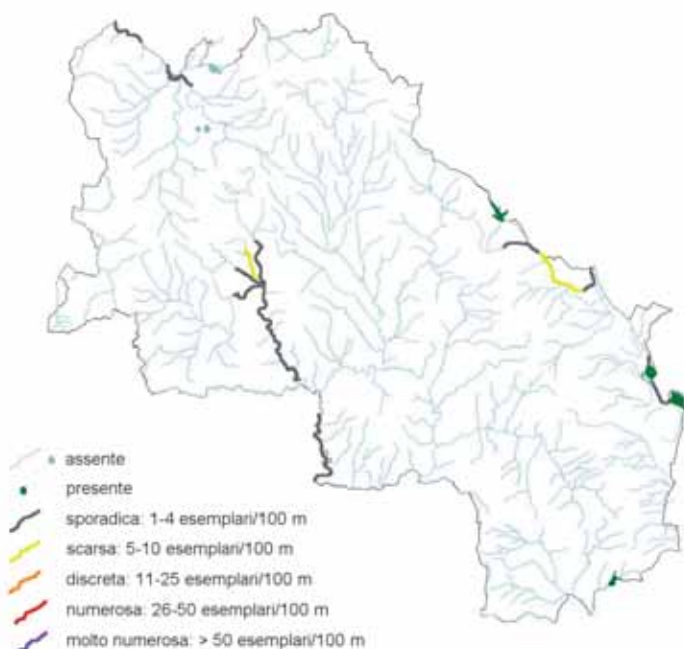 assente
presente
sporadica: 1-4 esemplari/100 m
scarsa: 5-10 esemplari/100 m
discreta: 11-25 esemplari/100 m
numerosa: 26-50 esemplari/100 m
molto numerosa: > 50 esemplari/100 m